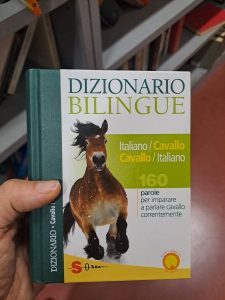 DIZIONARIO
BILINGUE
Italiano/Cavallo
Cavallo/Italiano
160
parole
per imparare
a parlare cavallo
correntemente
DIZIONARIO • Cavallo